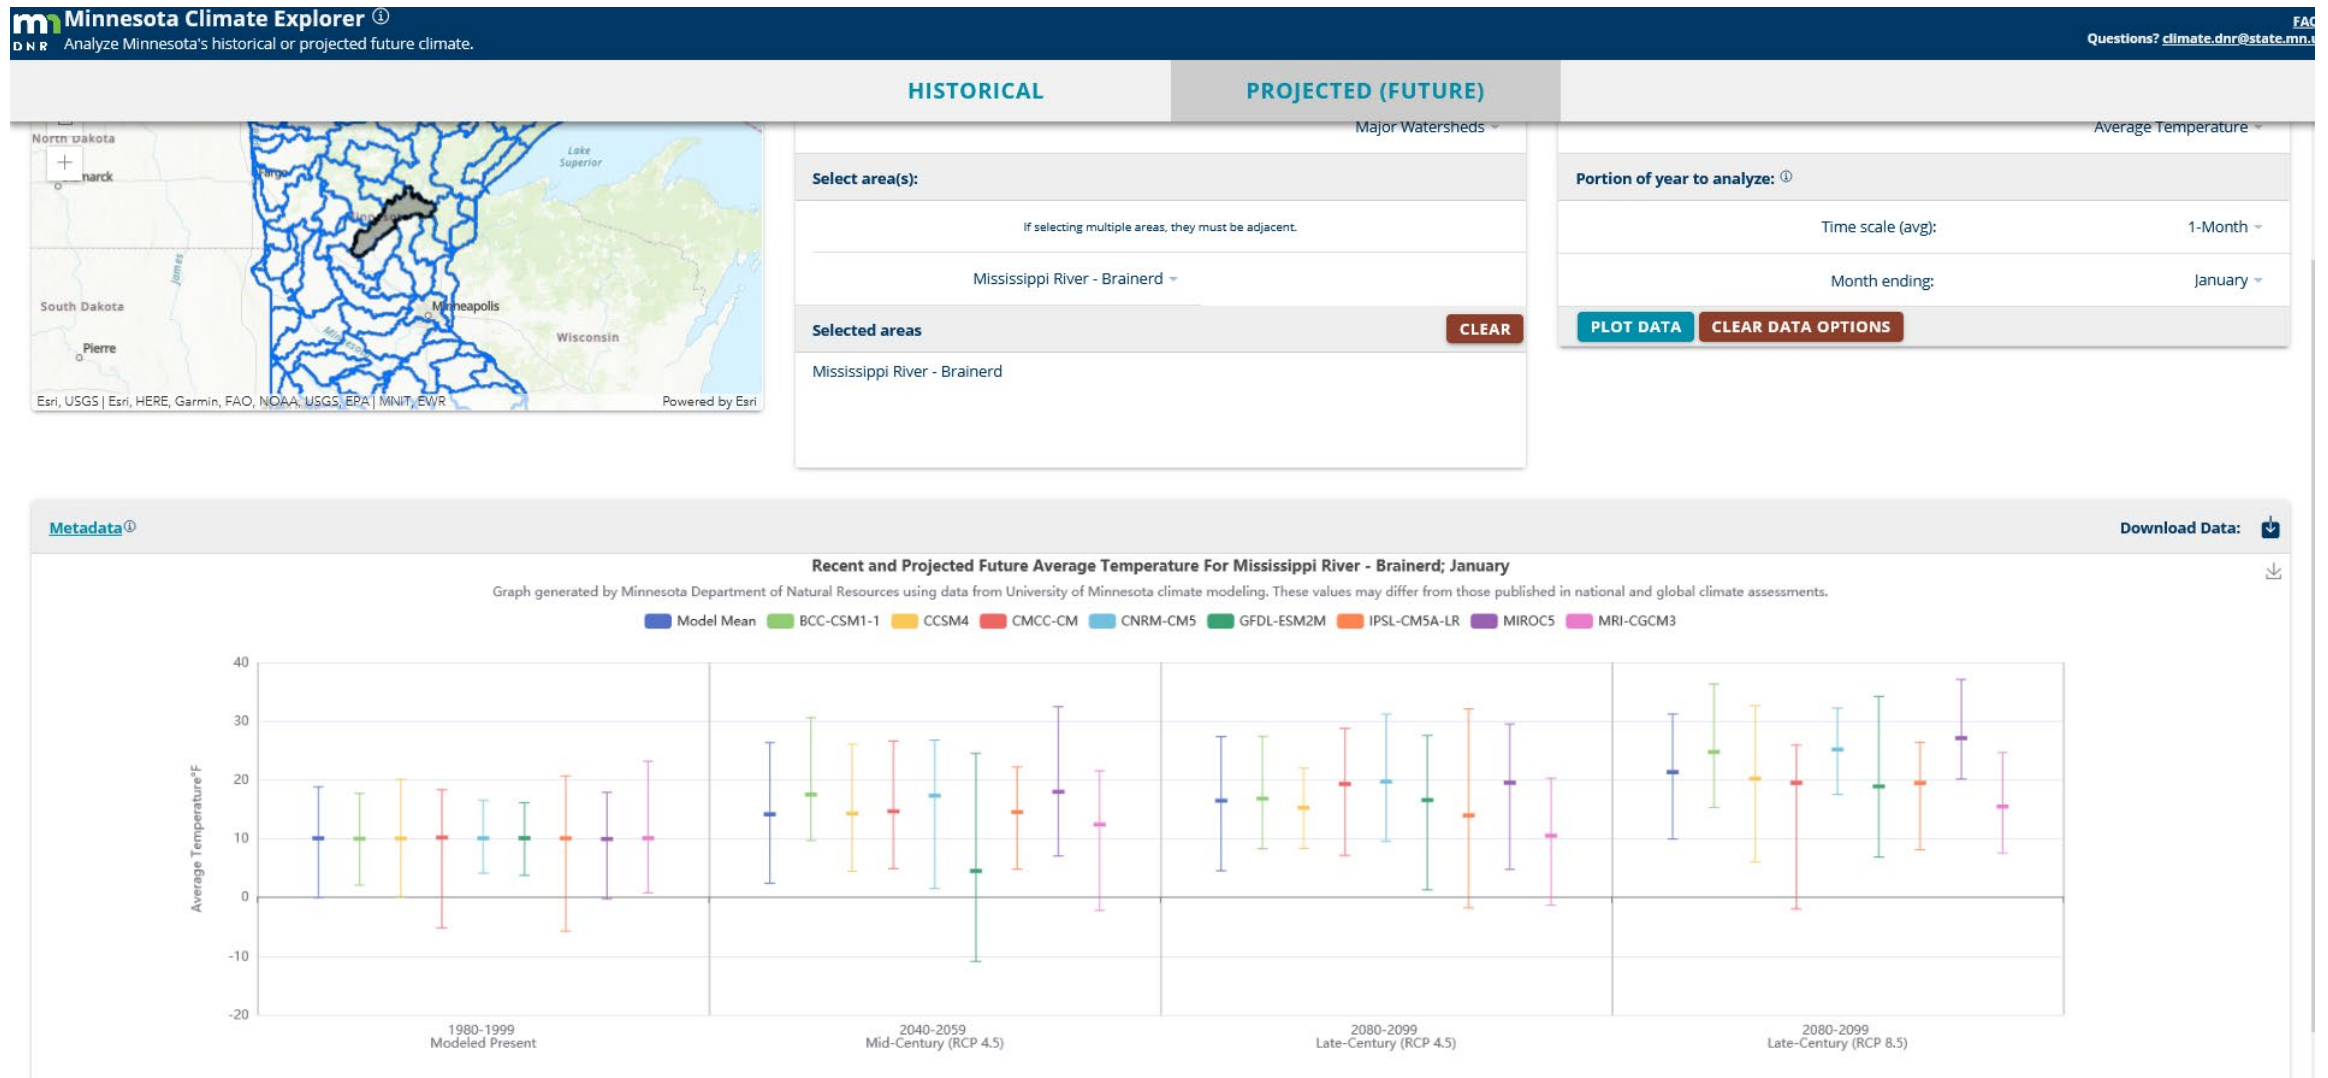 Minnesota Climate Explorer
DNR
Analyze Minnesota's historical or projected future climate.
FAQ
Questions? climate.dnr@state.mn.u
HISTORICAL
PROJECTED (FUTURE)
North Dakota
marck
Fargo
Lake
Superior
James
South Dakota
Pierre
Minneapolis
Wisconsin
Esri, USGS | Esri, HERE, Garmin, FAO, NOAA, USGS, EPA | MNIT, EWR
Powered by Esri
Major Watersheds
Select area(s):
If selecting multiple areas, they must be adjacent.
Mississippi River - Brainerd
Selected areas
CLEAR
Mississippi River - Brainerd
Average Temperature
Portion of year to analyze:
Time scale (avg): 1-Month
Month ending: January
PLOT DATA
CLEAR DATA OPTIONS
Metadata
Download Data:
Recent and Projected Future Average Temperature For Mississippi River - Brainerd; January
Graph generated by Minnesota Department of Natural Resources using data from University of Minnesota climate modeling. These values may differ from those published in national and global climate assessments.
Model Mean BCC-CSM1-1 CCSM4 CMCC-CM CNRM-CM5 GFDL-ESM2M IPSL-CM5A-LR MIROC5 MRI-CGCM3
Average Temperature°F
40
30
20
10
0
-10
-20
1980-1999
Modeled Present
2040-2059
Mid-Century (RCP 4.5)
2080-2099
Late-Century (RCP 4.5)
2080-2099
Late-Century (RCP 8.5)